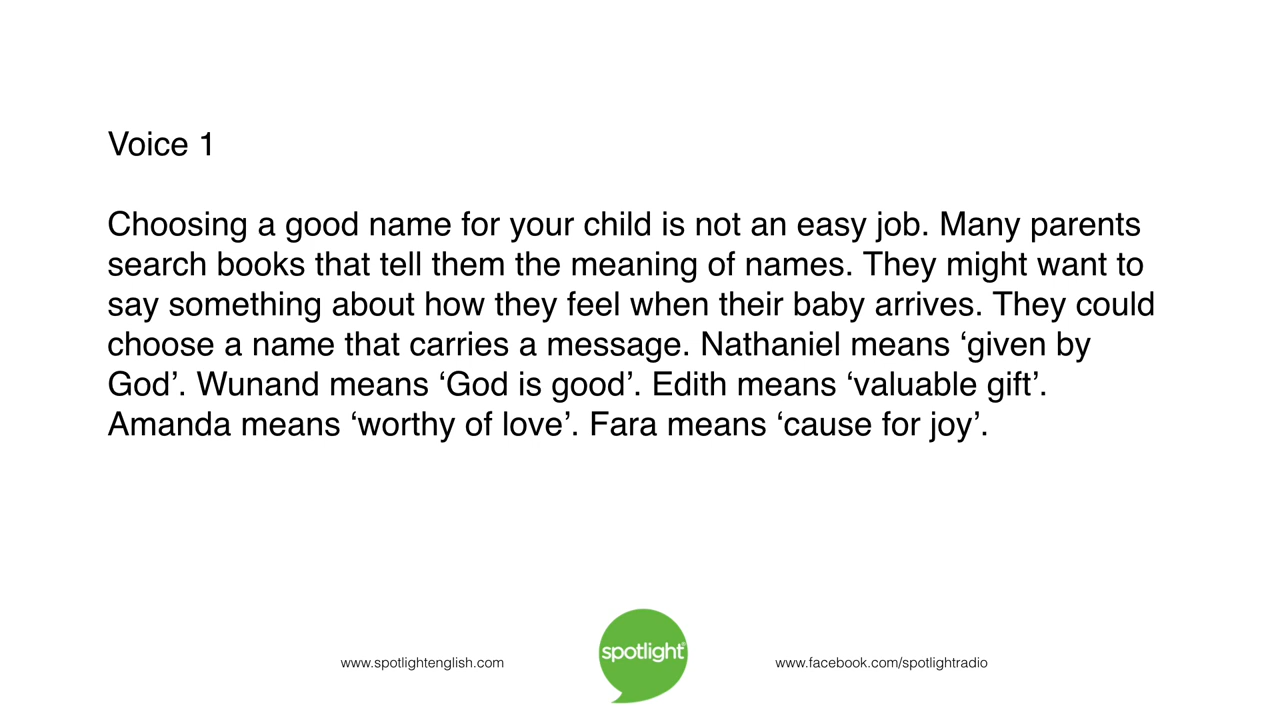 Voice 1
Choosing a good name for your child is not an easy job. Many parents
search books that tell them the meaning of names. They might want to
say something about how they feel when their baby arrives. They could
choose a name that carries a message. Nathaniel means ‘given by
God’. Wunand means ‘God is good’. Edith means ‘valuable gift’.
Amanda means ‘worthy of love’. Fara means ‘cause for joy’.
www.spotlightenglish.com
spotlight®
www.facebook.com/spotlightradio